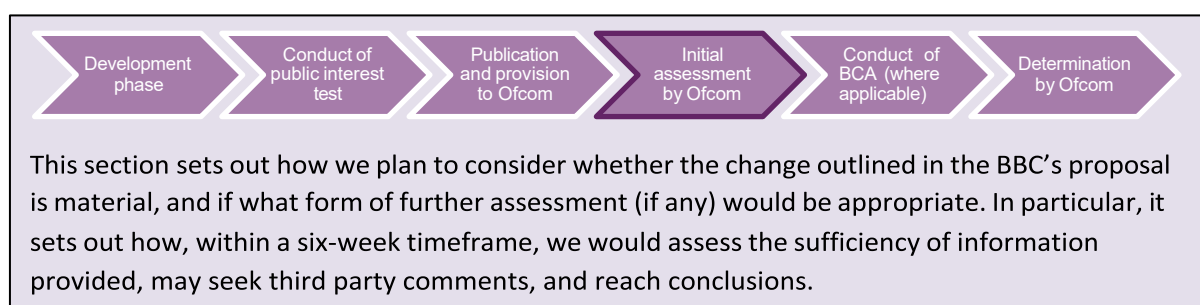 Development
phase
Conduct of
public interest
test
Publication
and provision
to Ofcom
Initial
assessment
by Ofcom
Conduct of
BCA (where
applicable)
Determination
by Ofcom
This section sets out how we plan to consider whether the change outlined in the BBC’s proposal
is material, and if what form of further assessment (if any) would be appropriate. In particular, it
sets out how, within a six-week timeframe, we would assess the sufficiency of information
provided, may seek third party comments, and reach conclusions.